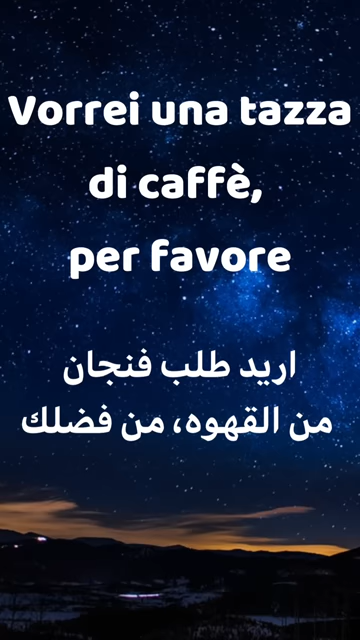 Vorrei una tazza
di caffè,
per favore
اريد طلب فنجان
من القهوه، من فضلك